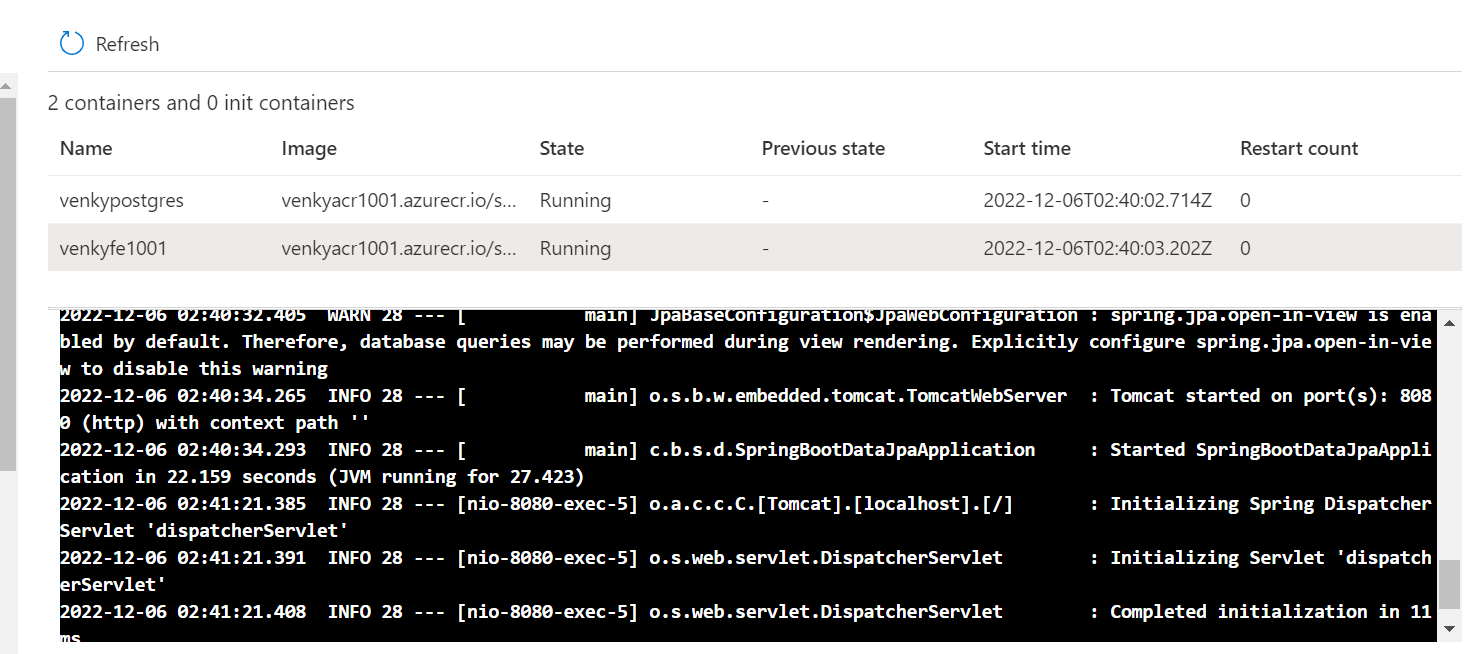 Refresh
2 containers and 0 init containers
Name Image State Previous state Start time Restart count
venkypostgres venkyacr1001.azurecr.io/s... Running - 2022-12-06T02:40:02.714Z 0
venkyfe1001 venkyacr1001.azurecr.io/s... Running - 2022-12-06T02:40:03.202Z 0
2022-12-06 02:40:32.405  WARN 28 --- [           main] JpaBaseConfiguration$JpaWebConfiguration : spring.jpa.open-in-view is ena
bled by default. Therefore, database queries may be performed during view rendering. Explicitly configure spring.jpa.open-in-vie
w to disable this warning
2022-12-06 02:40:34.265  INFO 28 --- [           main] o.s.b.w.embedded.tomcat.TomcatWebServer  : Tomcat started on port(s): 808
0 (http) with context path ''
2022-12-06 02:40:34.293  INFO 28 --- [           main] c.b.s.d.SpringBootDataJpaApplication     : Started SpringBootDataJpaAppli
cation in 22.159 seconds (JVM running for 27.423)
2022-12-06 02:41:21.385  INFO 28 --- [nio-8080-exec-5] o.a.c.c.C.[Tomcat].[localhost].[/]       : Initializing Spring Dispatcher
Servlet 'dispatcherServlet'
2022-12-06 02:41:21.391  INFO 28 --- [nio-8080-exec-5] o.s.web.servlet.DispatcherServlet        : Initializing Servlet 'dispatch
erServlet'
2022-12-06 02:41:21.408  INFO 28 --- [nio-8080-exec-5] o.s.web.servlet.DispatcherServlet        : Completed initialization in 11
ms